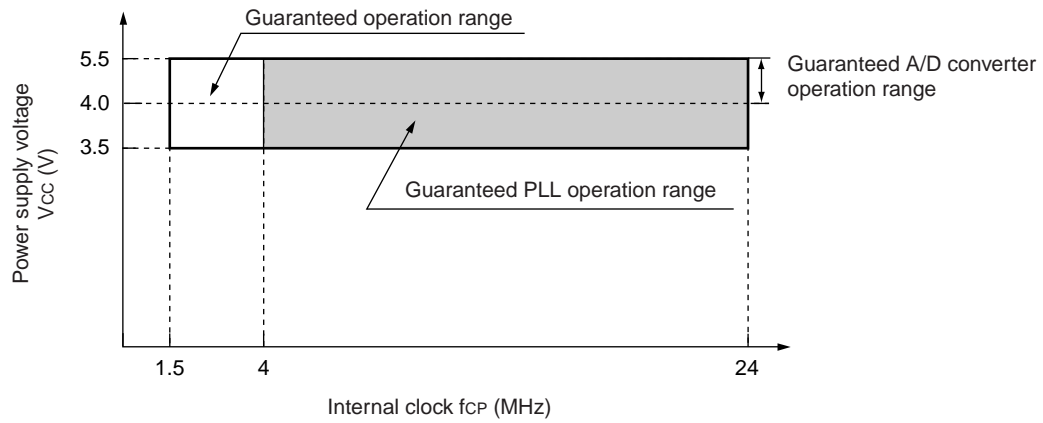 Guaranteed operation range
5.5
4.0
3.5
Power supply voltage
VCC (V)
Guaranteed A/D converter
operation range
Guaranteed PLL operation range
1.5
4
24
Internal clock fCP (MHz)